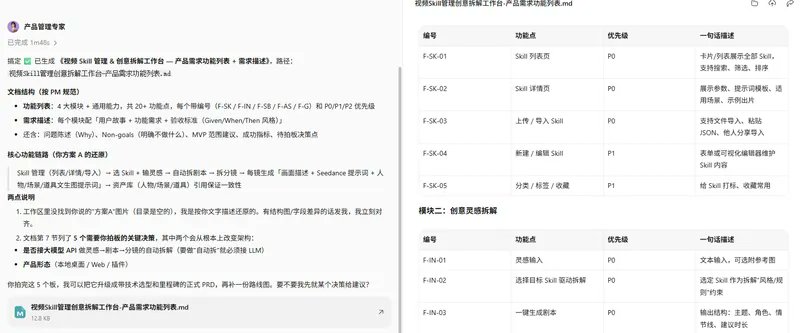 产品管理专家
已完成 1m48s >
搞定 ✅ 已生成《视频 Skill 管理 & 创意拆解工作台 — 产品需求功能列表 + 需求描述》，路径：
视频Skill管理创意拆解工作台-产品需求功能列表.md
文档结构（按 PM 规范）
• 功能列表：4 大模块 + 通用能力，共 20+ 功能点，每个带编号（F-SK / F-IN / F-SB / F-AS / F-G）和 P0/P1/P2 优先级
• 需求描述：每个模块配「用户故事 + 功能需求 + 验收标准（Given/When/Then 风格）」
• 还含：问题陈述（Why）、Non-goals（明确不做什么）、MVP 范围建议、成功指标、待拍板决策点
核心功能链路（你方案 A 的还原）
Skill 管理（列表/详情/导入）→ 选 Skill + 输灵感 → 自动拆剧本 → 拆分镜 → 每镜生成「画面描述 + Seedance 提示词 + 人
物/场景/道具文生图提示词」→ 资产库（人物/场景/道具）引用保证一致性
两点说明
1. 工作区里没找到你说的"方案A"图片（目录是空的），我是按你文字描述还原的。有结构图/字段差异的话发我，我立刻对
齐。
2. 文档第 7 节列了 5 个需要你拍板的关键决策，其中两个会从根本上改变架构：
• 是否接大模型 API 做灵感→剧本→分镜的自动拆解（要做"自动拆"就必须接 LLM）
• 产品形态（本地桌面 / Web / 插件）
你拍完这 5 个板，我可以把它升级成带技术选型和里程碑的正式 PRD，再补一份路线图。要不要我先就某个决策给建议？
视频Skill管理创意拆解工作台-产品需求功能列表.md
12.8 KB
视频Skill管理创意拆解工作台-产品需求功能列表.md
编号 功能点 优先级 一句话描述
F-SK-01 Skill 列表页 P0 卡片/列表展示全部 Skill，
支持搜索、筛选、排序
F-SK-02 Skill 详情页 P0 展示参数、提示词模板、适
用场景、示例出片
F-SK-03 上传 / 导入 Skill P0 支持文件导入、粘贴
JSON、他人分享导入
F-SK-04 新建 / 编辑 Skill P1 表单或可视化编辑器维护
Skill 内容
F-SK-05 分类 / 标签 / 收藏 P1 给 Skill 打标、收藏常用
模块二：创意灵感拆解
编号 功能点 优先级 一句话描述
F-IN-01 灵感输入 P0 文本输入，可选附参考图
F-IN-02 选择目标 Skill 驱动拆解 P0 选定 Skill 作为拆解"风格/规
则"约束
F-IN-03 一键生成剧本 P0 输出结构：主题、角色、情
节线、建议时长